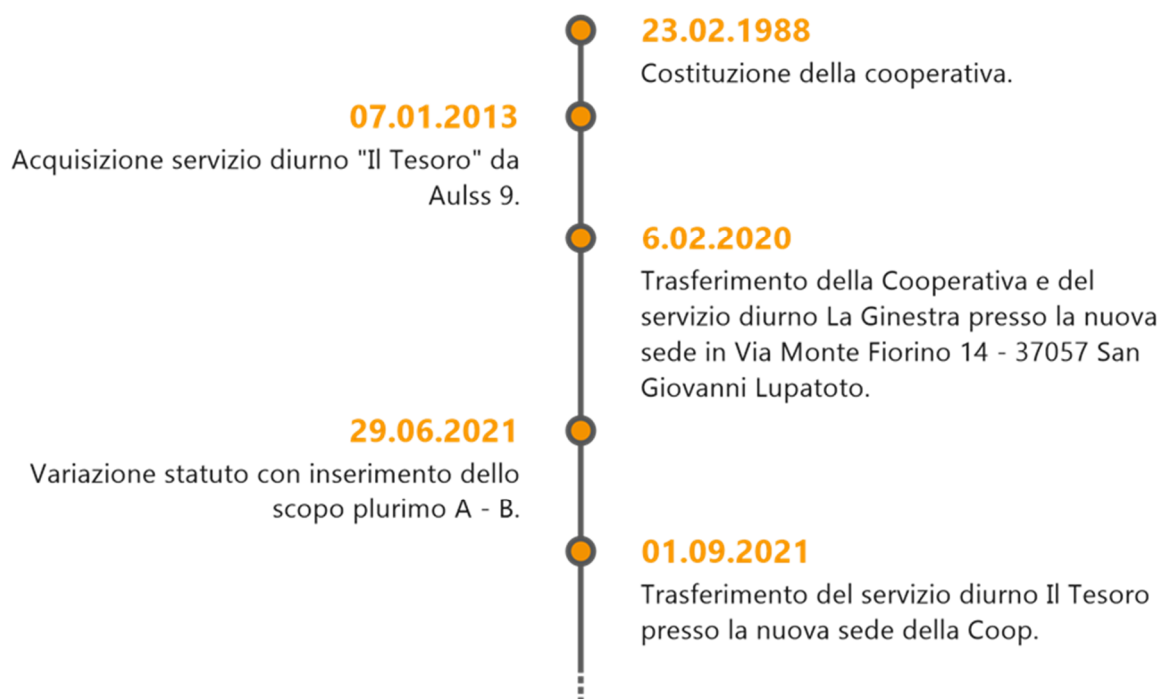 23.02.1988
Costituzione della cooperativa.
07.01.2013
Acquisizione servizio diurno "Il Tesoro" da
Aulss 9.
6.02.2020
Trasferimento della Cooperativa e del
servizio diurno La Ginestra presso la nuova
sede in Via Monte Fiorino 14 - 37057 San
Giovanni Lupatoto.
29.06.2021
Variazione statuto con inserimento dello
scopo plurimo A - B.
01.09.2021
Trasferimento del servizio diurno Il Tesoro
presso la nuova sede della Coop.